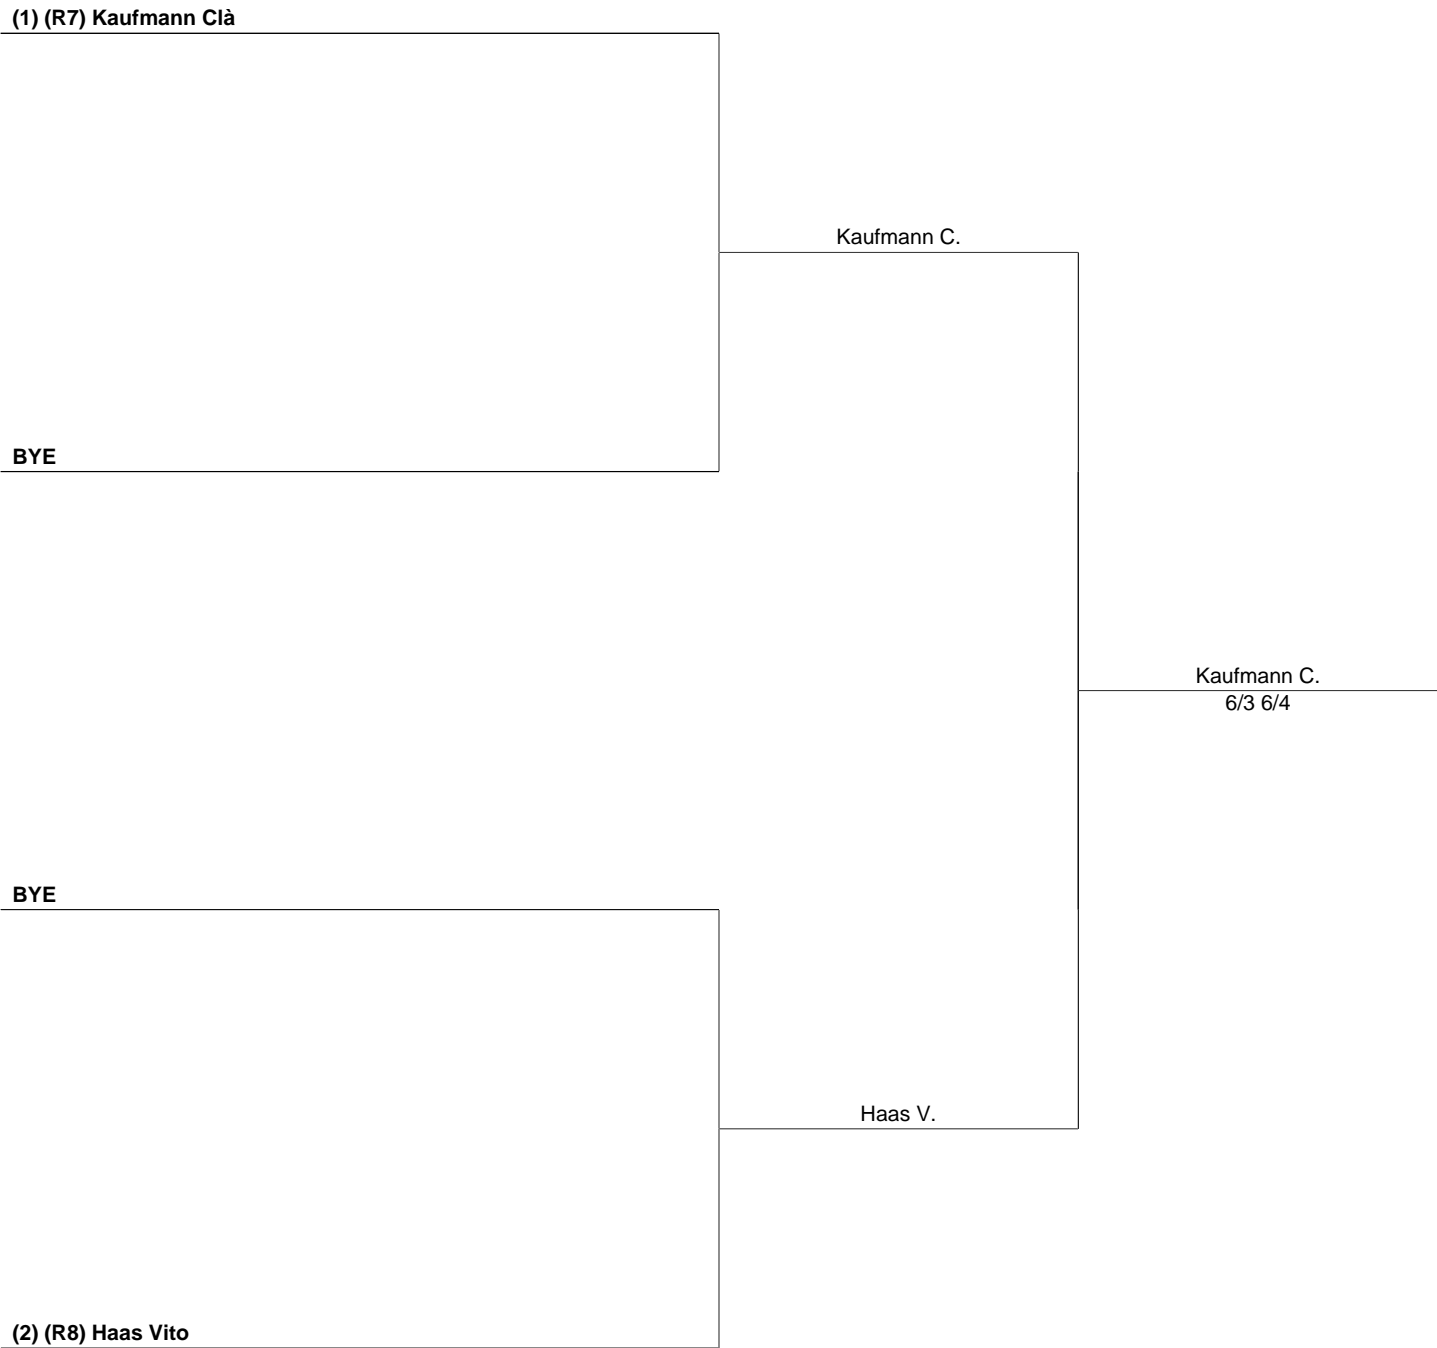 (1) (R7) Kaufmann Clà
Kaufmann C.
BYE
Kaufmann C.
6/3 6/4
BYE
Haas V.
(2) (R8) Haas Vito